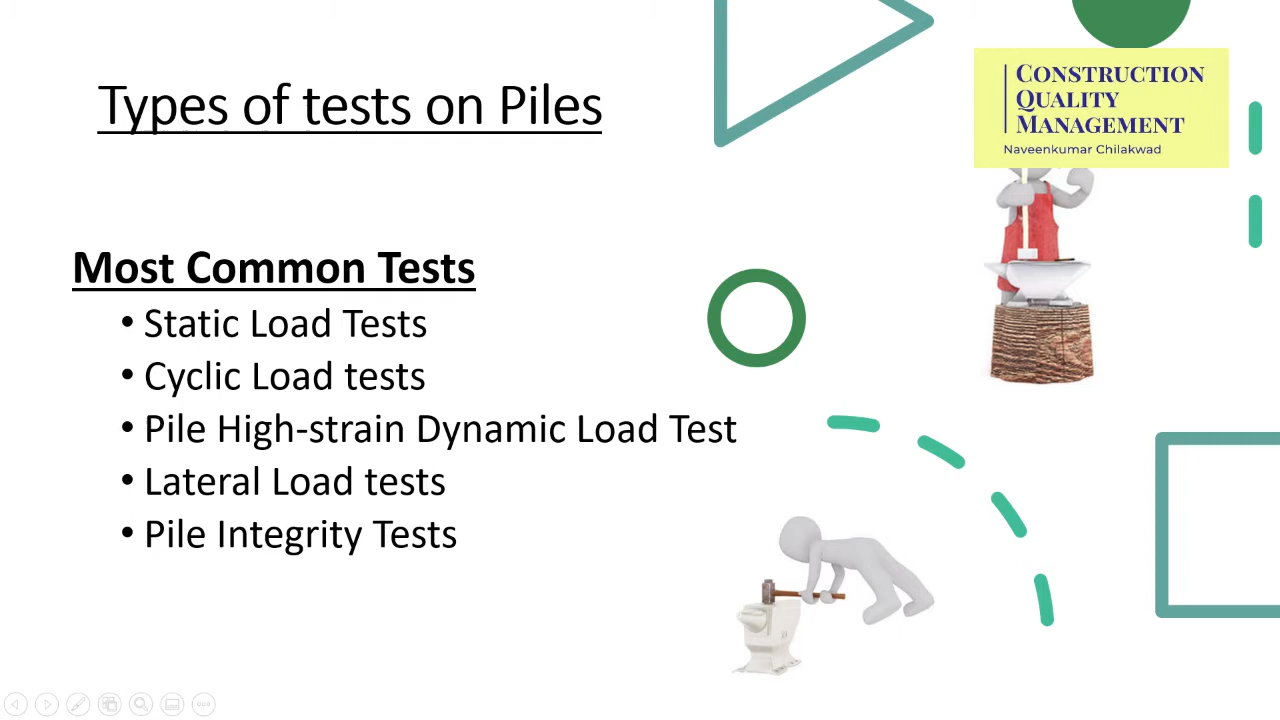 Types of tests on Piles
CONSTRUCTION
QUALITY
MANAGEMENT
Naveenkumar Chilakwad
Most Common Tests
• Static Load Tests
• Cyclic Load tests
• Pile High-strain Dynamic Load Test
• Lateral Load tests
• Pile Integrity Tests